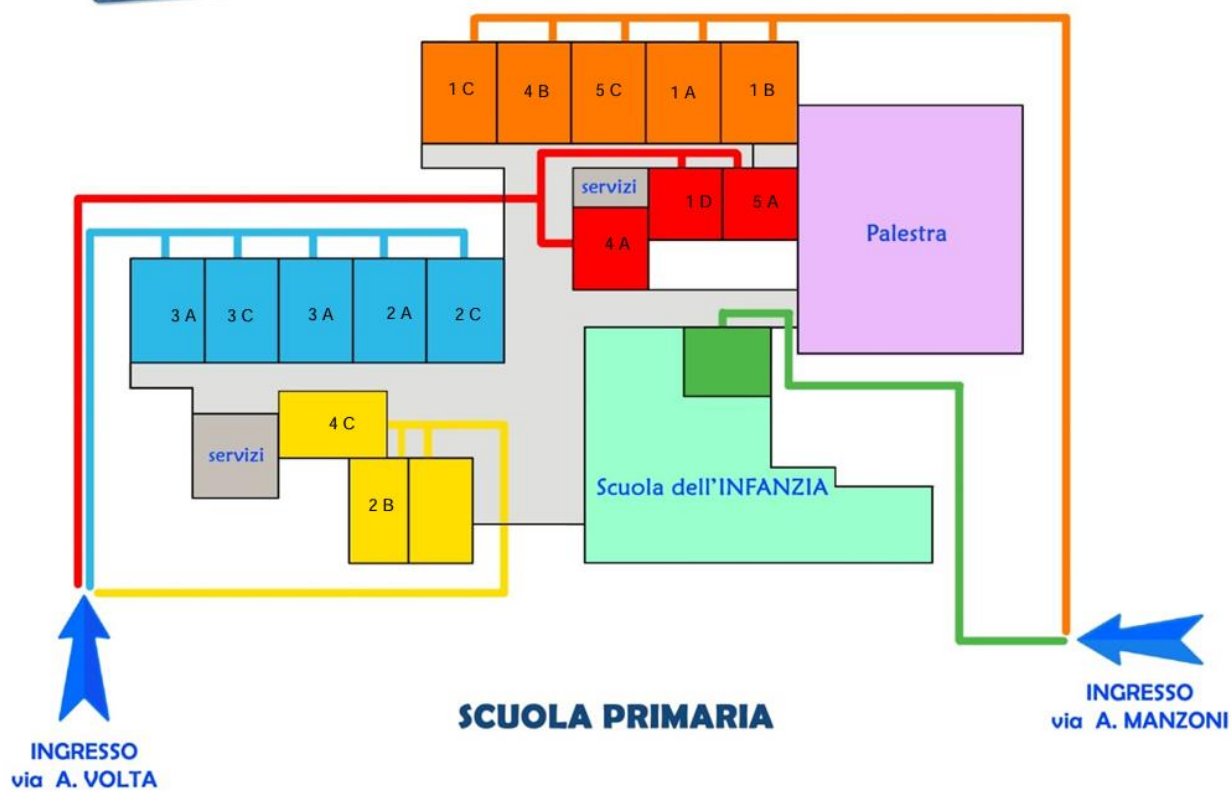 1 C
4 B
5 C
1 A
1 B
servizi
1 D
5 A
4 A
Palestra
3 A
3 C
3 A
2 A
2 C
4 C
servizi
2 B
Scuola dell'INFANZIA
SCUOLA PRIMARIA
INGRESSO
via A. MANZONI
INGRESSO
via A. VOLTA